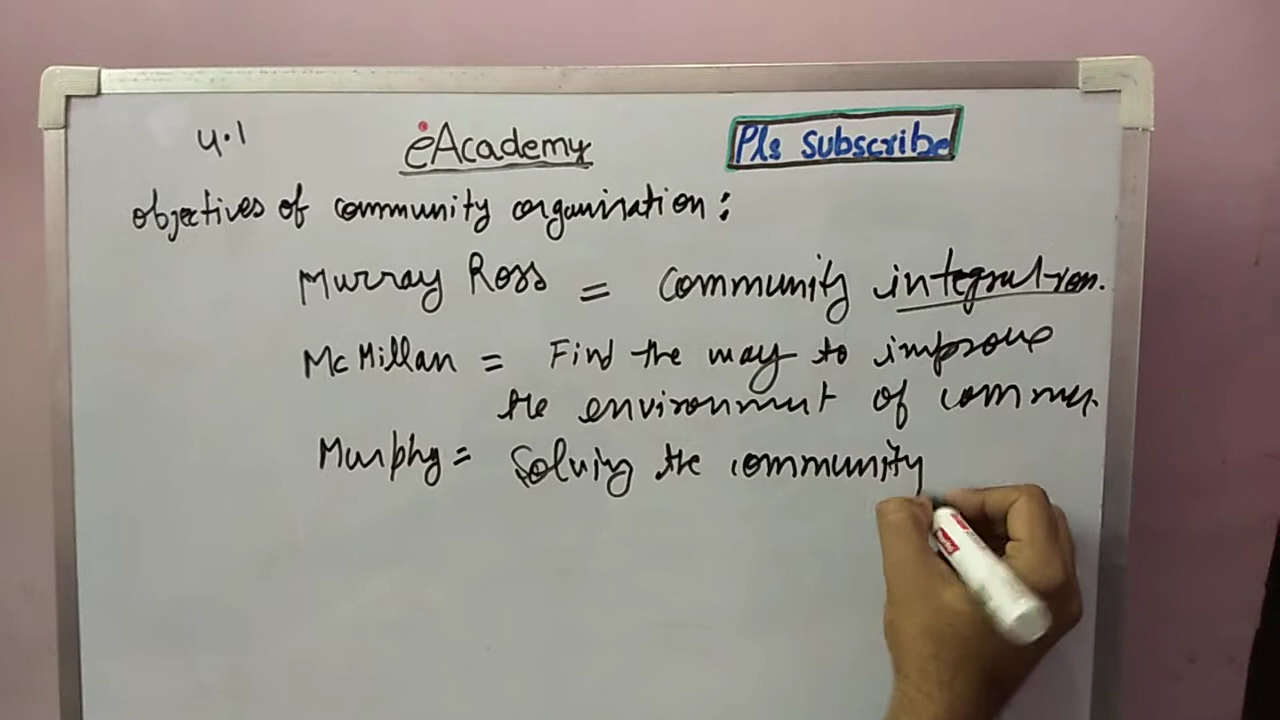 4.1
eAcademy
Pls Subscribe
Objectives of community organisation:
Murray Ross = Community integration.
McMillan = Find the way to improve
the environment of commu.
Murphy = Solving the community